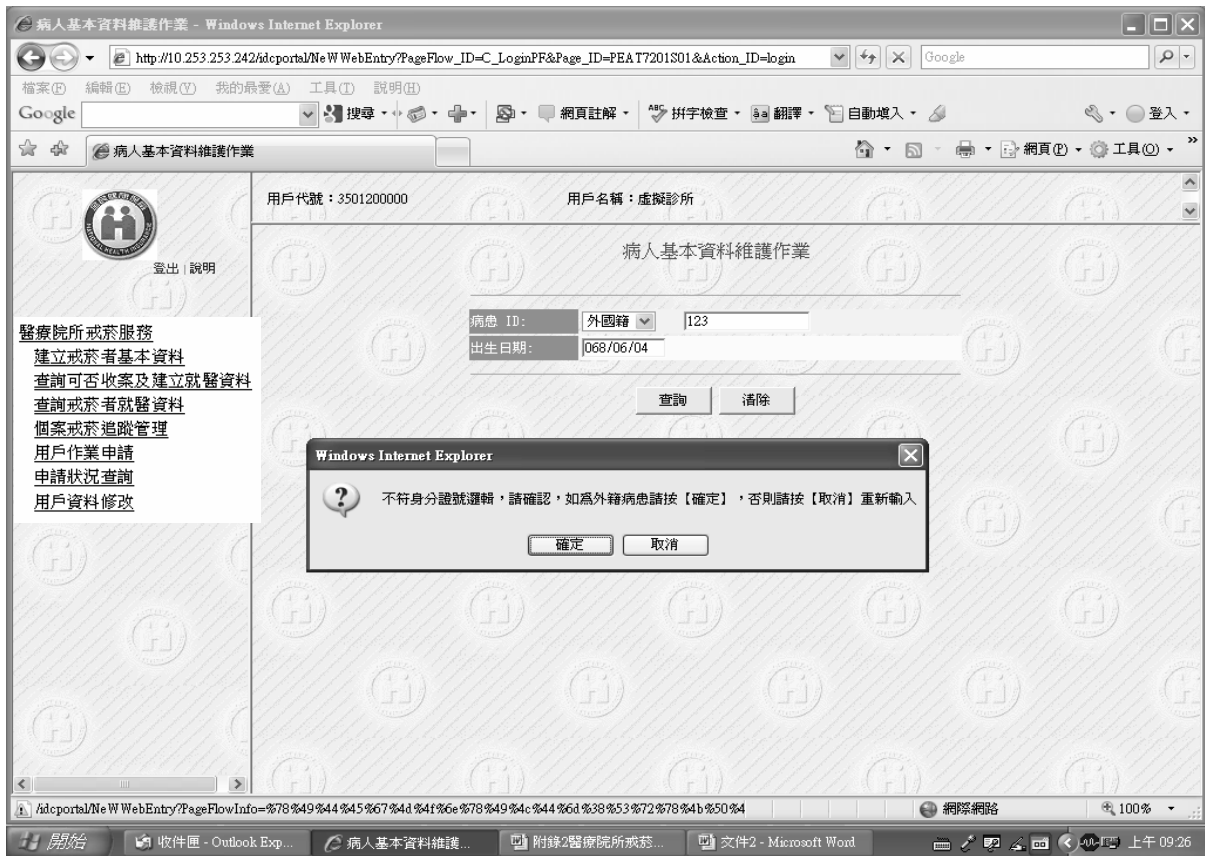 病人基本資料維護作業 - Windows Internet Explorer
http://10.253.253.242/idcportal/NeWWebEntry?PageFlow_ID=C_LoginPF&Page_ID=PEAT7201S01&Action_ID=login
Google
檔案(F) 編輯(E) 檢視(V) 我的最愛(A) 工具(T) 說明(H)
Google 搜尋 網頁註解 拼字檢查 翻譯 自動填入 登入
病人基本資料維護作業 網頁(P) 工具(O)
用戶代號：3501200000 用戶名稱：虛擬診所
NATIONAL HEALTH INSURANCE
登出 | 說明
病人基本資料維護作業
病患 ID: 外國籍 123
出生日期: 068/06/04
查詢 清除
醫療院所戒菸服務
建立戒菸者基本資料
查詢可否收案及建立就醫資料
查詢戒菸者就醫資料
個案戒菸追蹤管理
用戶作業申請
申請狀況查詢
用戶資料修改
Windows Internet Explorer
不符身分證號邏輯，請確認，如為外籍病患請按【確定】，否則請按【取消】重新輸入
確定 取消
/idcportal/NeWWebEntry?PageFlowInfo=%78%49%44%45%67%4d%4f%6e%78%49%4c%44%6d%38%53%72%78%4b%50%4 網際網路 100%
開始 收件匣 - Outlook Exp... 病人基本資料維護... 附錄2醫療院所戒菸... 文件2 - Microsoft Word 上午 09:26